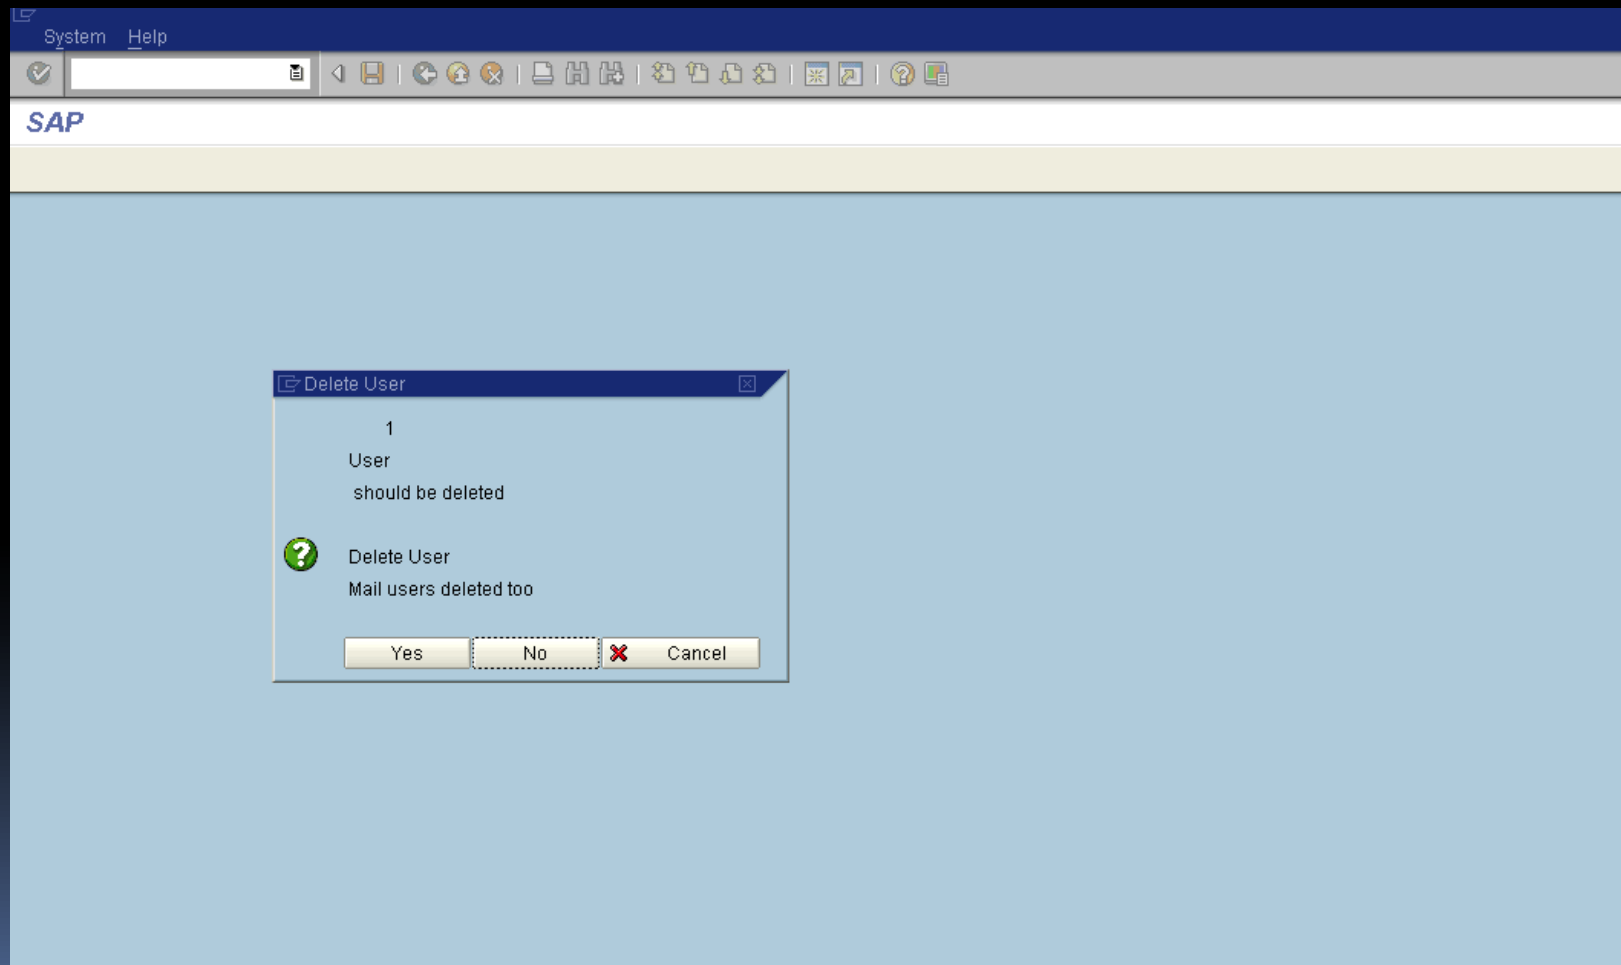 System Help
SAP
Delete User
1
User
should be deleted
Delete User
Mail users deleted too
Yes No Cancel